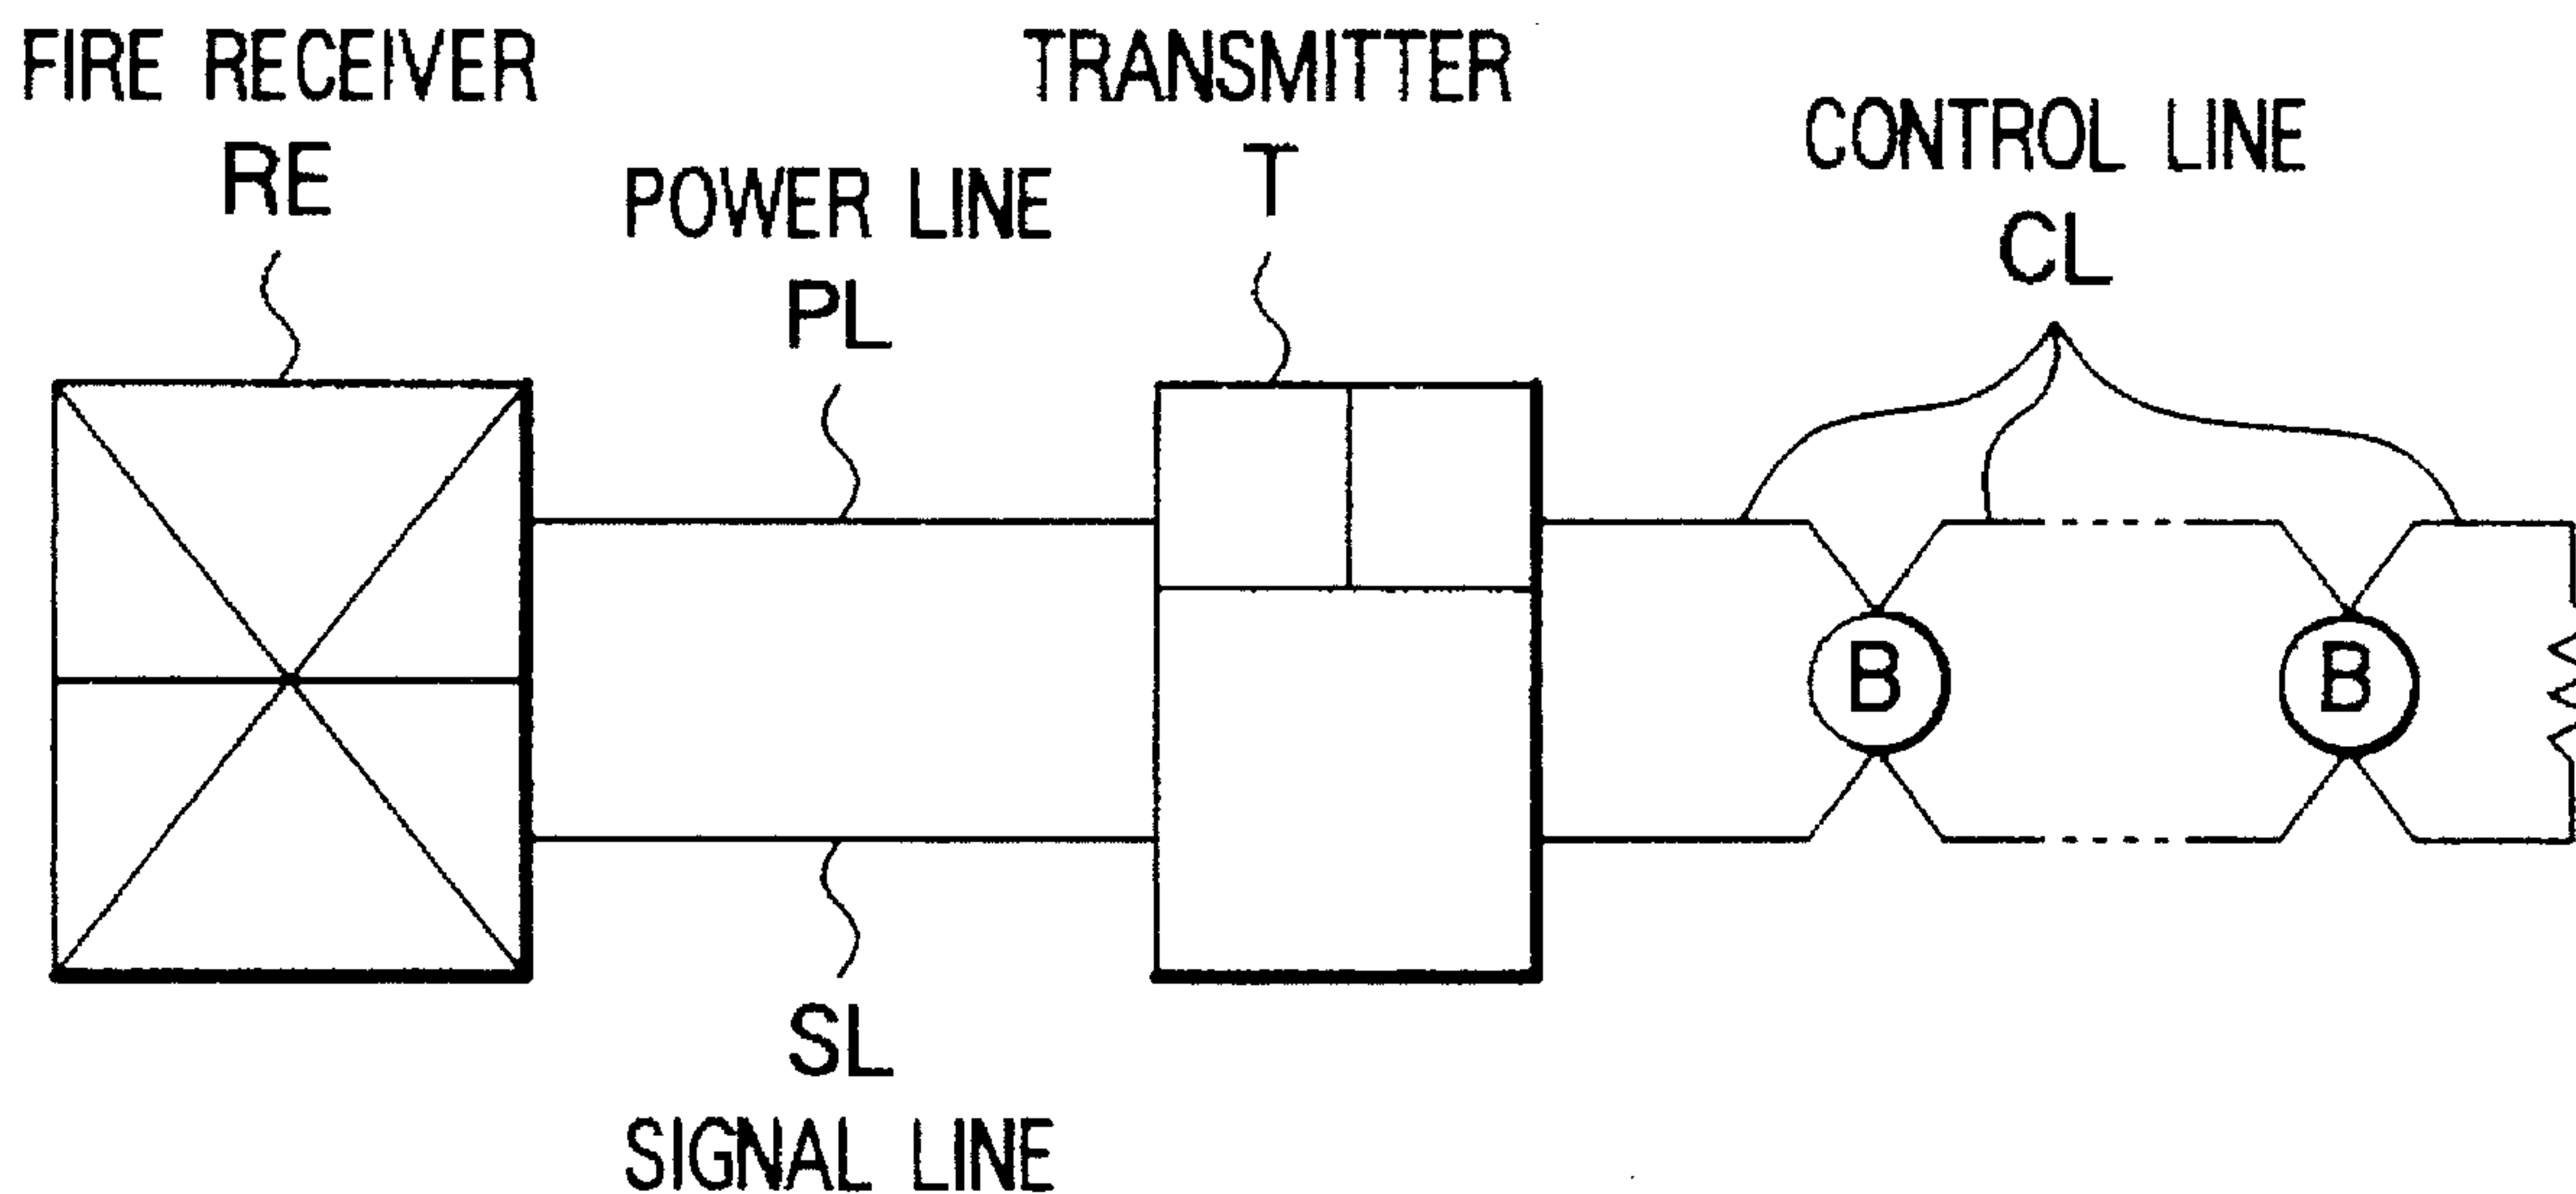 FIRE RECEIVER
RE
POWER LINE
PL
TRANSMITTER
T
CONTROL LINE
CL
B
B
SL
SIGNAL LINE